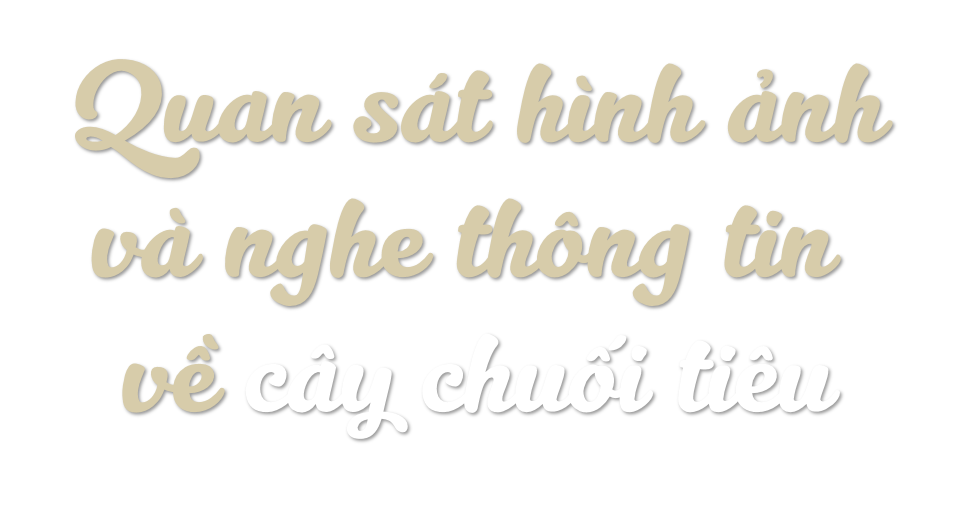 Quan sát hình ảnh
và nghe thông tin
về cây chuối tiêu